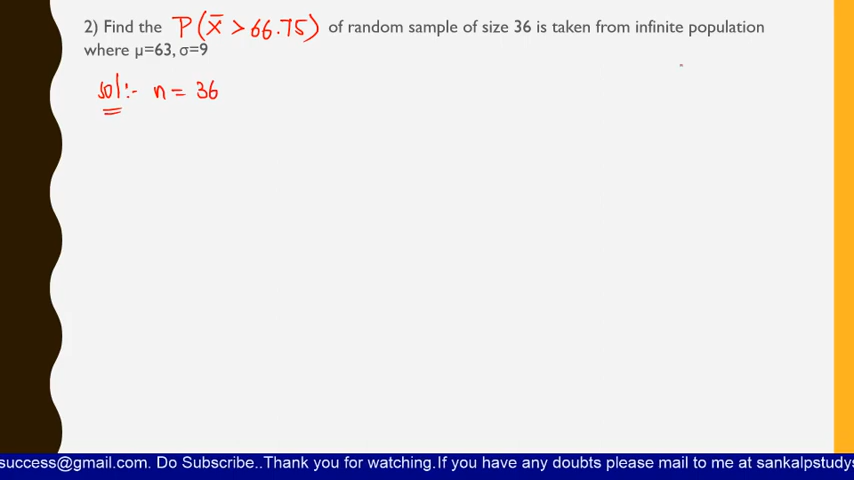 2) Find the P(x̄ > 66.75) of random sample of size 36 is taken from infinite population
where μ=63, σ=9
Sol:- n = 36
success@gmail.com. Do Subscribe..Thank you for watching.If you have any doubts please mail to me at sankalpstudys